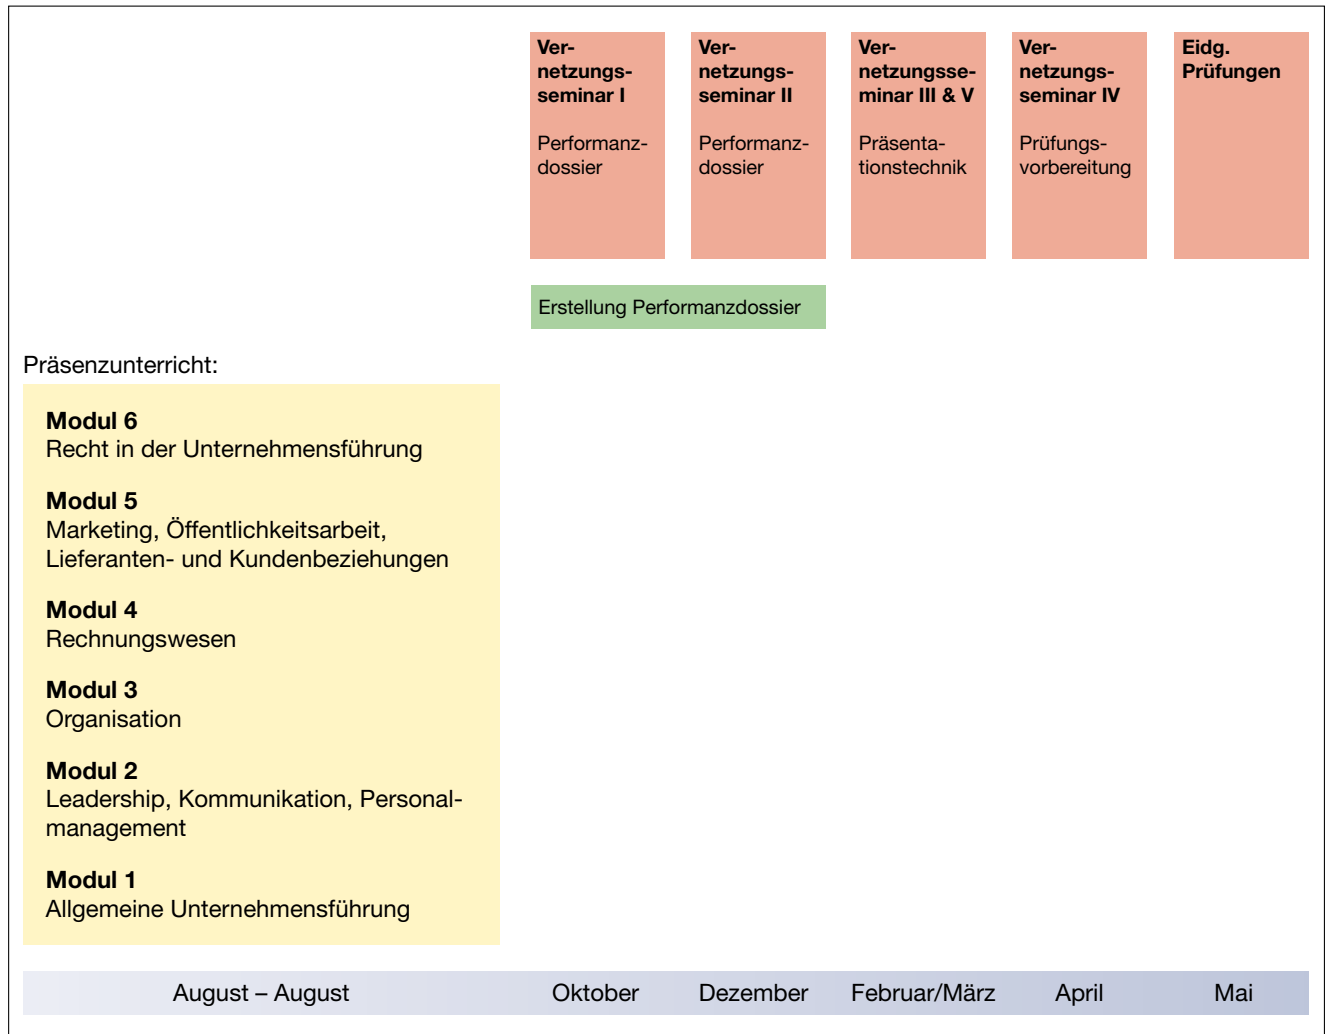 Ver-
netzungs-
seminar I
Performanz-
dossier
Ver-
netzungs-
seminar II
Performanz-
dossier
Ver-
netzungsse-
minar III & V
Präsenta-
tionstechnik
Ver-
netzungs-
seminar IV
Prüfungs-
vorbereitung
Eidg.
Prüfungen
Erstellung Performanzdossier
Präsenzunterricht:
Modul 6
Recht in der Unternehmensführung
Modul 5
Marketing, Öffentlichkeitsarbeit,
Lieferanten- und Kundenbeziehungen
Modul 4
Rechnungswesen
Modul 3
Organisation
Modul 2
Leadership, Kommunikation, Personal-
management
Modul 1
Allgemeine Unternehmensführung
August – August
Oktober
Dezember
Februar/März
April
Mai